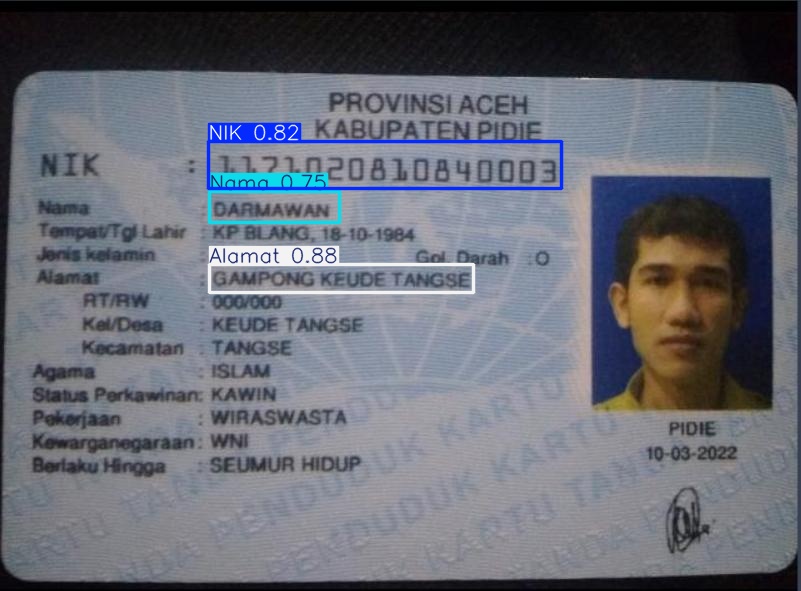 PROVINSI ACEH
KABUPATEN PIDIE
NIK 0.82
NIK : 1171020810840003
Nama 0.75
Nama : DARMAWAN
Tempat/Tgl Lahir : KP BLANG, 18-10-1984
Alamat 0.88
Jenis kelamin Gol. Darah : O
Alamat GAMPONG KEUDE TANGSE
RT/RW : 000/000
Kel/Desa : KEUDE TANGSE
Kecamatan : TANGSE
Agama : ISLAM
Status Perkawinan: KAWIN
Pekerjaan : WIRASWASTA
Kewarganegaraan : WNI
Berlaku Hingga : SEUMUR HIDUP
PIDIE
10-03-2022